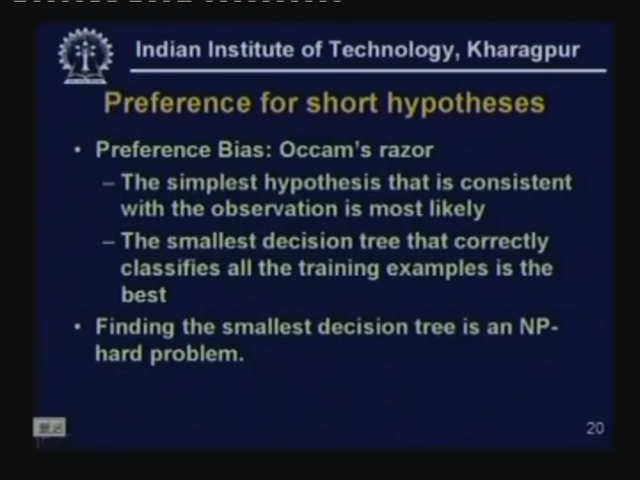 Indian Institute of Technology, Kharagpur
Preference for short hypotheses
• Preference Bias: Occam's razor
– The simplest hypothesis that is consistent
with the observation is most likely
– The smallest decision tree that correctly
classifies all the training examples is the
best
• Finding the smallest decision tree is an NP-
hard problem.
20